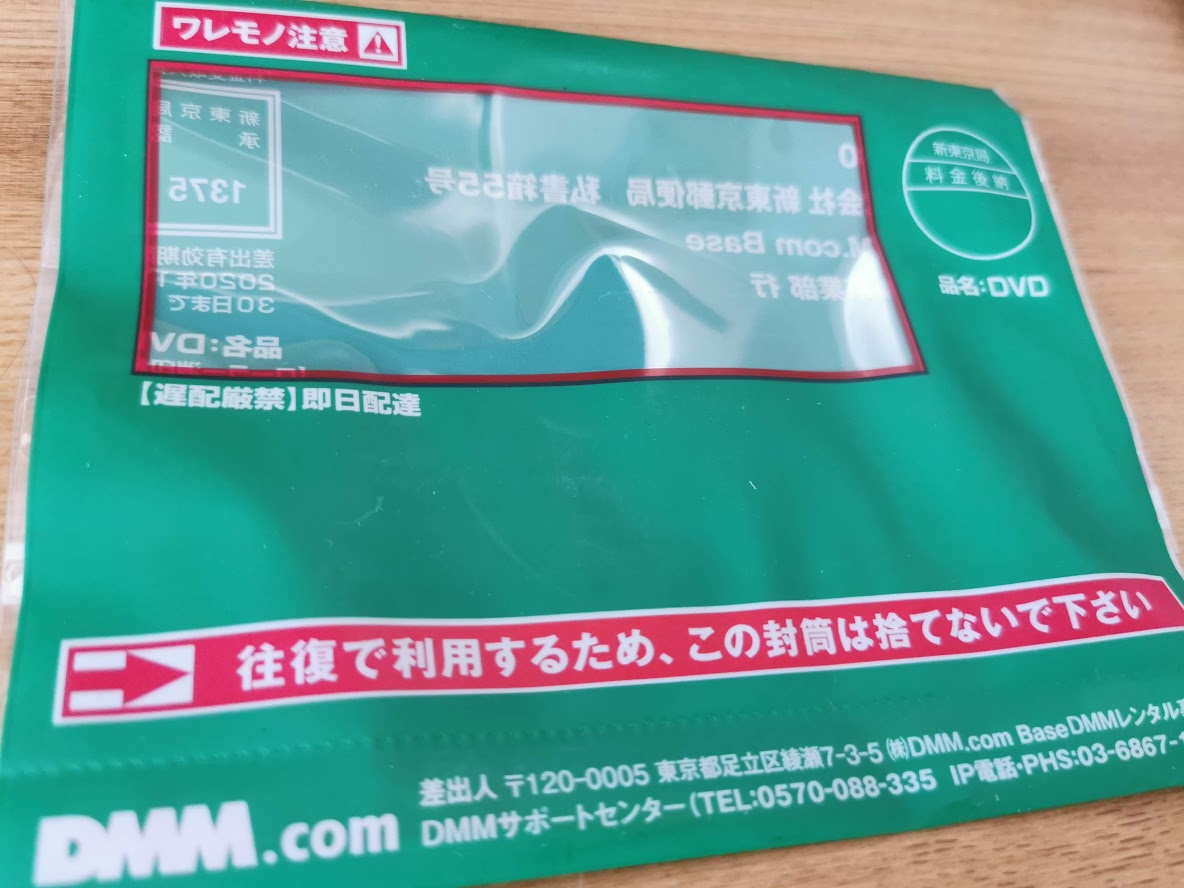 ワレモノ注意
新東京局
料金後納
品名:DVD
新東京局
承
1375
0
会社 新東京郵便局 私書箱55号
.com Base
業部 行
差出有効期
2020年1
30日まで
品名:DV
【遅配厳禁】即日配達
往復で利用するため、この封筒は捨てないで下さい
差出人 〒120-0005 東京都足立区綾瀬7-3-5 ㈱DMM.com BaseDMMレンタル事
DMMサポートセンター(TEL:0570-088-335 IP電話・PHS:03-6867-1
DMM.com